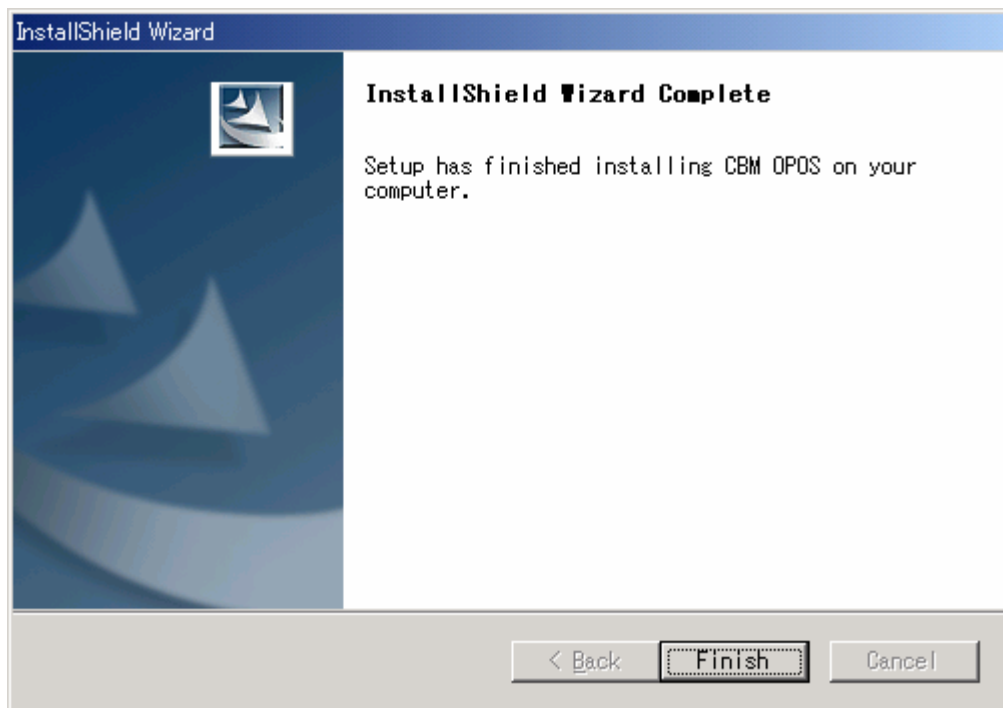 InstallShield Wizard
InstallShield Wizard Complete
Setup has finished installing CBM OPOS on your
computer.
< Back
Finish
Cancel